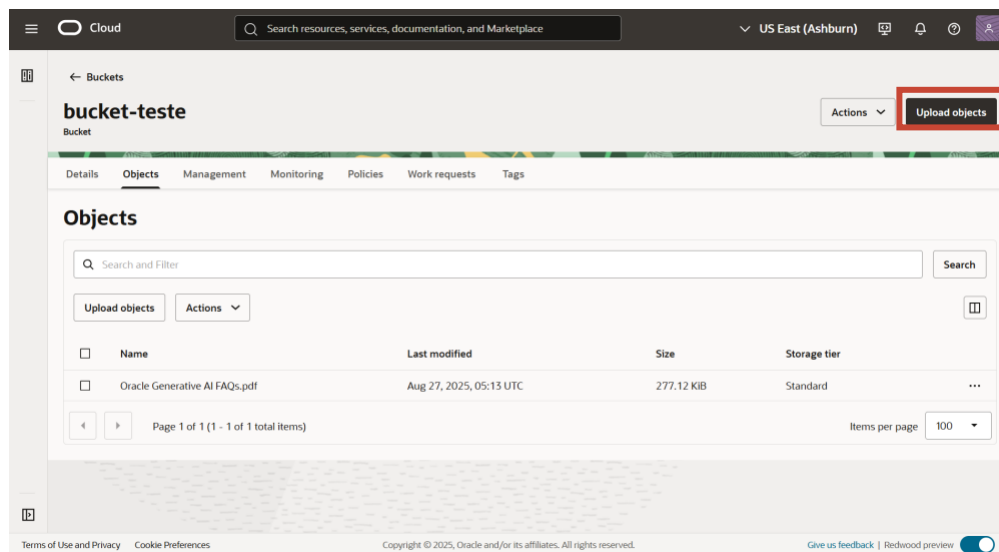 Cloud
Search resources, services, documentation, and Marketplace
US East (Ashburn)
Buckets
bucket-teste
Bucket
Actions
Upload objects
Details Objects Management Monitoring Policies Work requests Tags
Objects
Search and Filter
Search
Upload objects Actions
Name Last modified Size Storage tier
Oracle Generative AI FAQs.pdf Aug 27, 2025, 05:13 UTC 277.12 KiB Standard
Page 1 of 1 (1 - 1 of 1 total items) Items per page 100
Terms of Use and Privacy Cookie Preferences Copyright © 2025, Oracle and/or its affiliates. All rights reserved. Give us feedback | Redwood preview